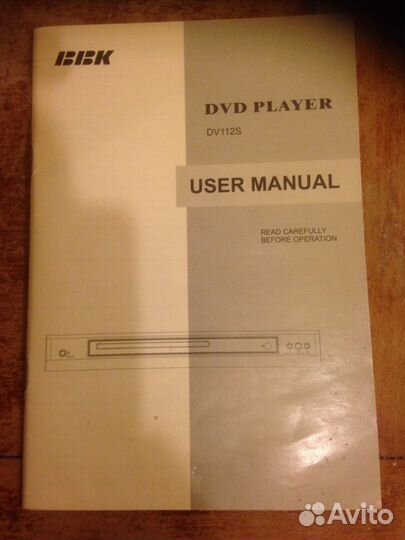 BBK
DVD PLAYER
DV112S
USER MANUAL
READ CAREFULLY
BEFORE OPERATION
Avito